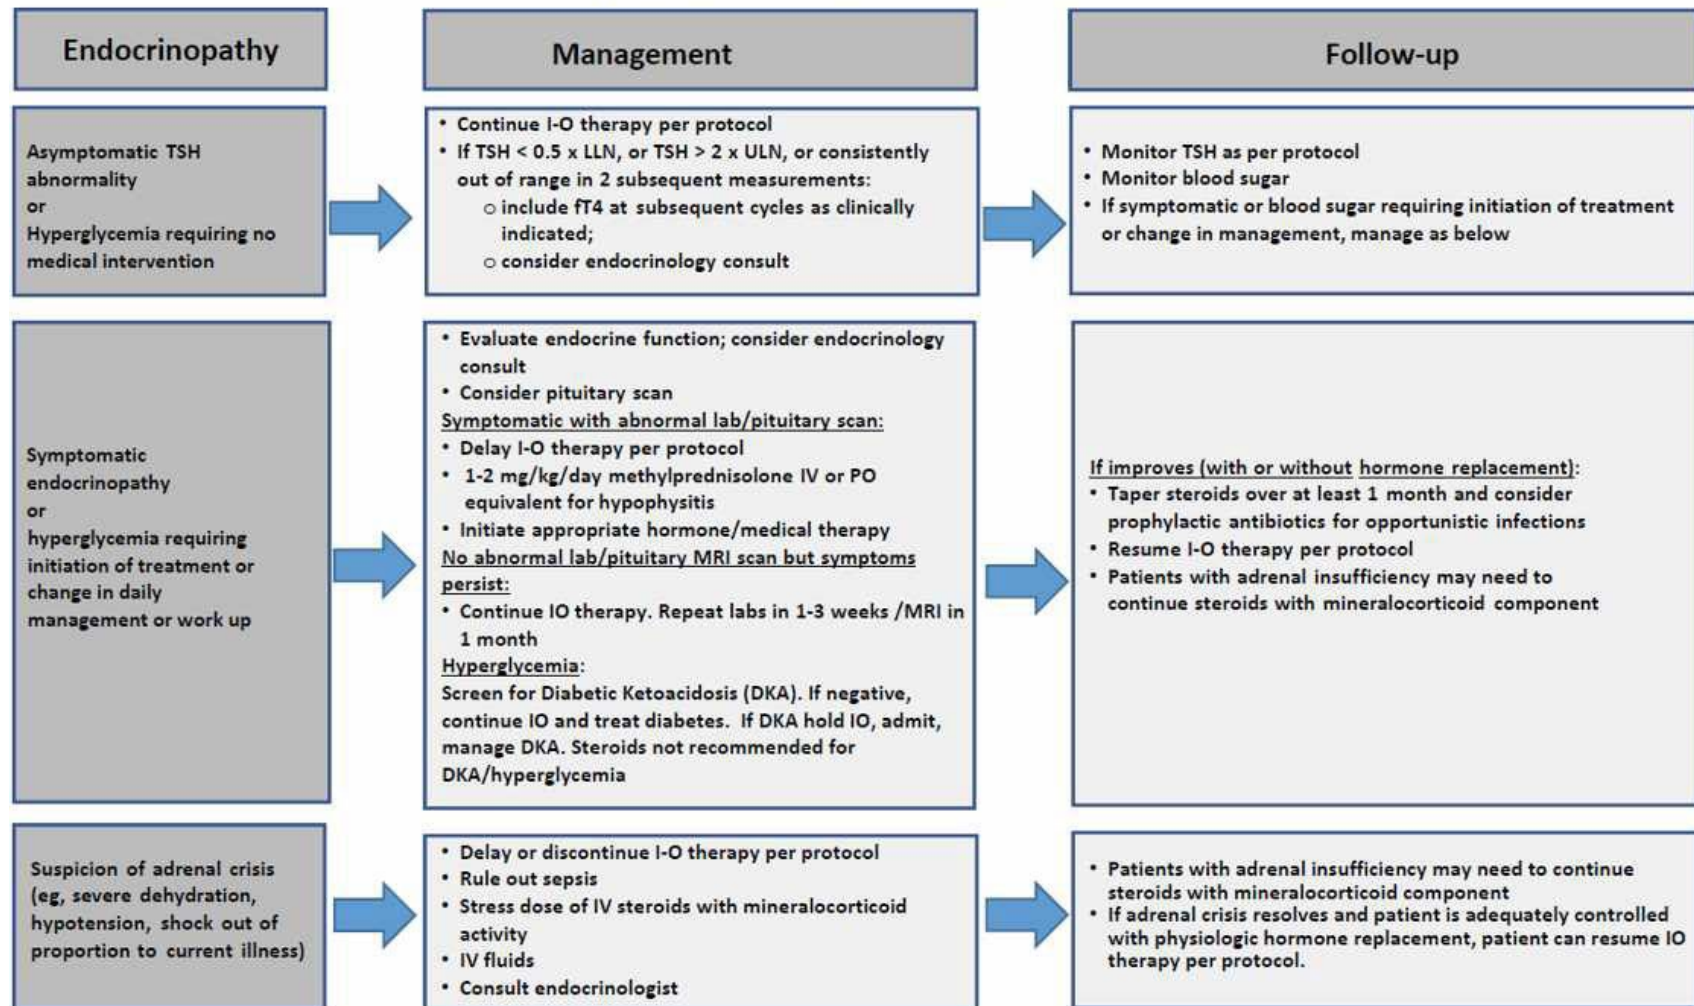 Endocrinopathy
Management
Follow-up
Asymptomatic TSH
abnormality
or
Hyperglycemia requiring no
medical intervention
• Continue I-O therapy per protocol
• If TSH < 0.5 x LLN, or TSH > 2 x ULN, or consistently
out of range in 2 subsequent measurements:
o include fT4 at subsequent cycles as clinically
indicated;
o consider endocrinology consult
• Monitor TSH as per protocol
• Monitor blood sugar
• If symptomatic or blood sugar requiring initiation of treatment
or change in management, manage as below
Symptomatic
endocrinopathy
or
hyperglycemia requiring
initiation of treatment or
change in daily
management or work up
• Evaluate endocrine function; consider endocrinology
consult
• Consider pituitary scan
Symptomatic with abnormal lab/pituitary scan:
• Delay I-O therapy per protocol
• 1-2 mg/kg/day methylprednisolone IV or PO
equivalent for hypophysitis
• Initiate appropriate hormone/medical therapy
No abnormal lab/pituitary MRI scan but symptoms
persist:
• Continue IO therapy. Repeat labs in 1-3 weeks /MRI in
1 month
Hyperglycemia:
Screen for Diabetic Ketoacidosis (DKA). If negative,
continue IO and treat diabetes. If DKA hold IO, admit,
manage DKA. Steroids not recommended for
DKA/hyperglycemia
If improves (with or without hormone replacement):
• Taper steroids over at least 1 month and consider
prophylactic antibiotics for opportunistic infections
• Resume I-O therapy per protocol
• Patients with adrenal insufficiency may need to
continue steroids with mineralocorticoid component
Suspicion of adrenal crisis
(eg, severe dehydration,
hypotension, shock out of
proportion to current illness)
• Delay or discontinue I-O therapy per protocol
• Rule out sepsis
• Stress dose of IV steroids with mineralocorticoid
activity
• IV fluids
• Consult endocrinologist
• Patients with adrenal insufficiency may need to continue
steroids with mineralocorticoid component
• If adrenal crisis resolves and patient is adequately controlled
with physiologic hormone replacement, patient can resume IO
therapy per protocol.